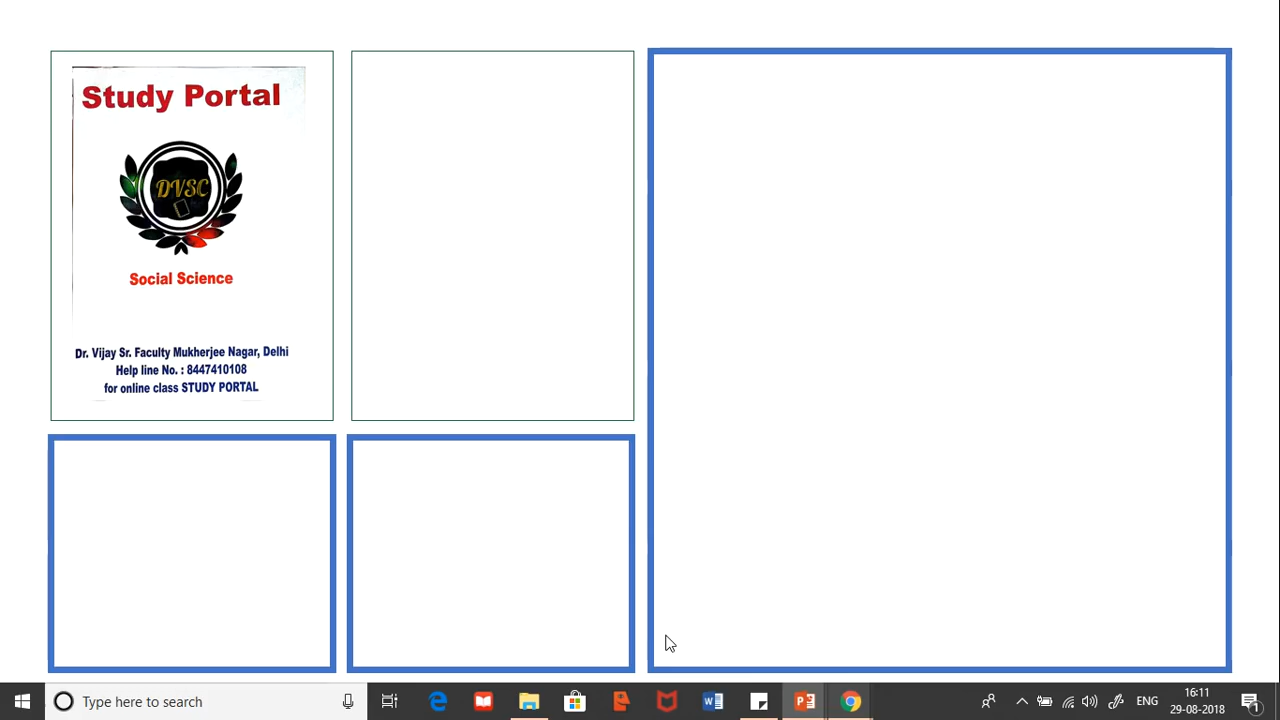 Study Portal
DVSC
Social Science
Dr. Vijay Sr. Faculty Mukherjee Nagar, Delhi
Help line No. : 8447410108
for online class STUDY PORTAL
Type here to search
ENG
16:11
29-08-2018
1